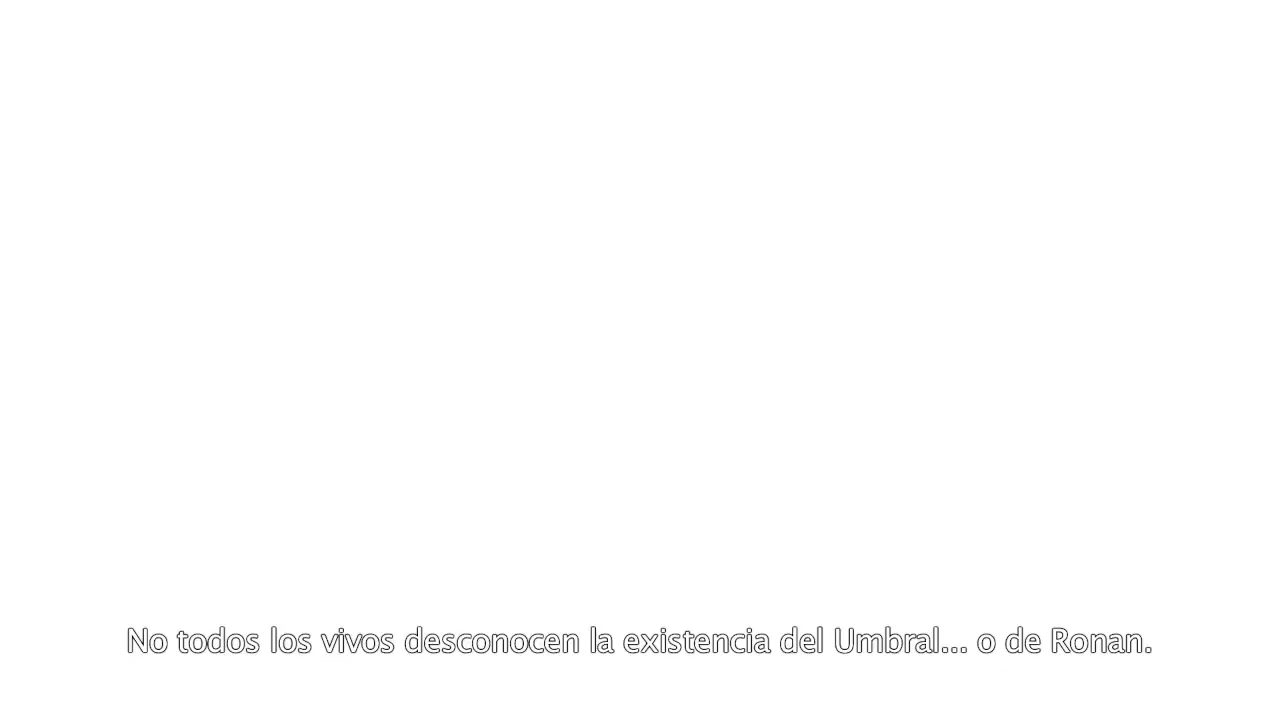 No todos los vivos desconocen la existencia del Umbral... o de Ronan.